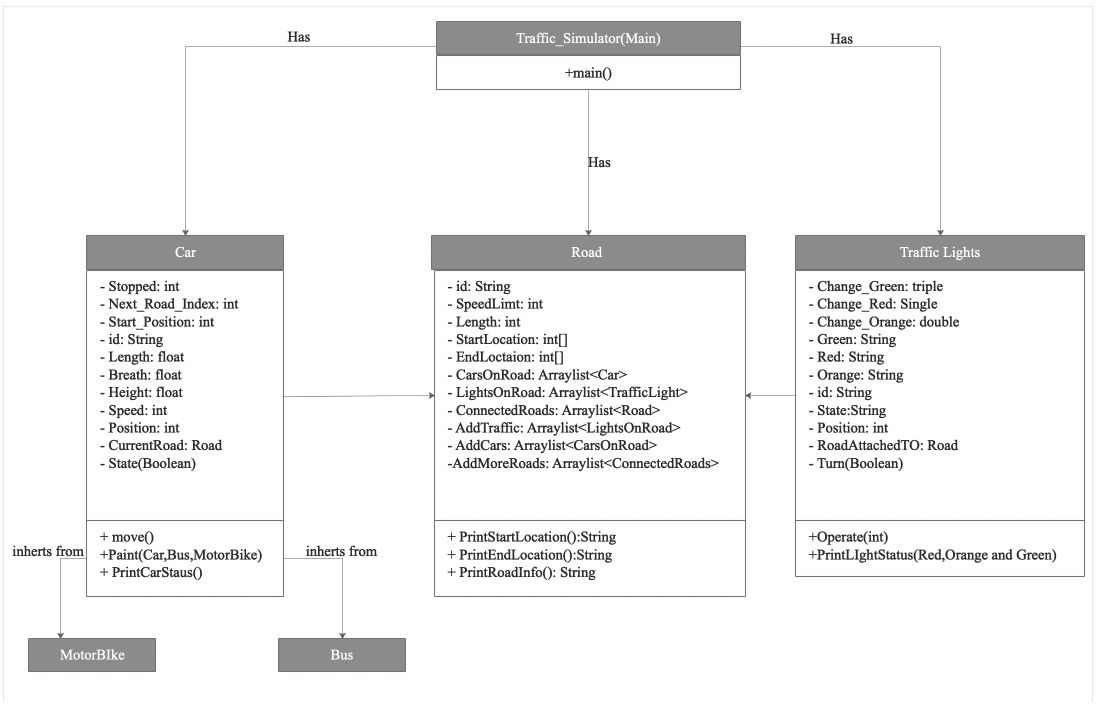 Has
Traffic_Simulator(Main)
Has
+main()
Has
Car
- Stopped: int
- Next_Road_Index: int
- Start_Position: int
- id: String
- Length: float
- Breath: float
- Height: float
- Speed: int
- Position: int
- CurrentRoad: Road
- State(Boolean)
+ move()
+Paint(Car,Bus,MotorBike)
+ PrintCarStaus()
Road
- id: String
- SpeedLimt: int
- Length: int
- StartLocation: int[]
- EndLoctaion: int[]
- CarsOnRoad: Arraylist<Car>
- LightsOnRoad: Arraylist<TrafficLight>
- ConnectedRoads: Arraylist<Road>
- AddTraffic: Arraylist<LightsOnRoad>
- AddCars: Arraylist<CarsOnRoad>
-AddMoreRoads: Arraylist<ConnectedRoads>
+ PrintStartLocation():String
+ PrintEndLocation():String
+ PrintRoadInfo(): String
Traffic Lights
- Change_Green: triple
- Change_Red: Single
- Change_Orange: double
- Green: String
- Red: String
- Orange: String
- id: String
- State:String
- Position: int
- RoadAttachedTO: Road
- Turn(Boolean)
+Operate(int)
+PrintLIghtStatus(Red,Orange and Green)
inherts from
inherts from
MotorBIke
Bus